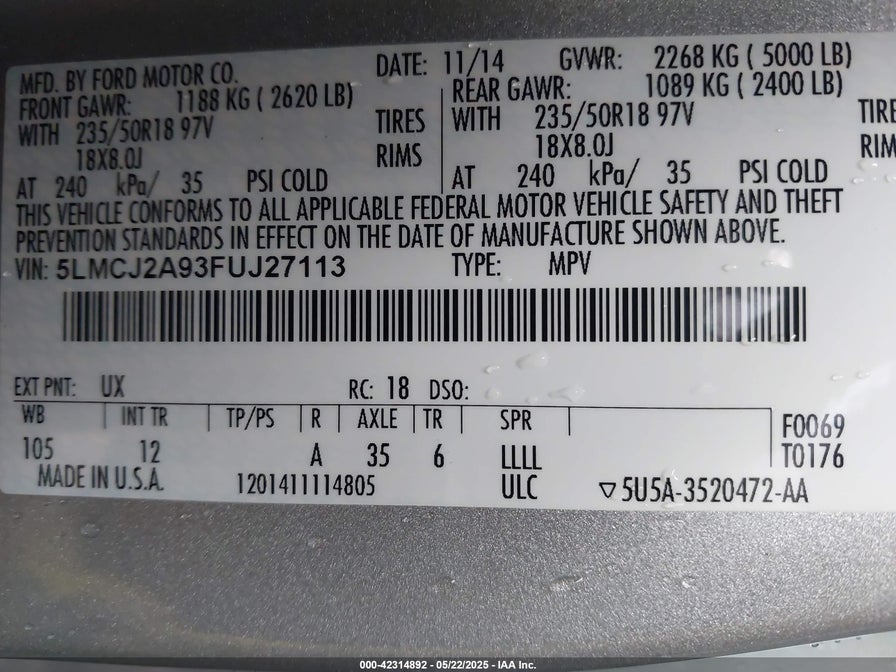 MFD. BY FORD MOTOR CO. DATE: 11/14 GVWR: 2268 KG ( 5000 LB)
FRONT GAWR: 1188 KG ( 2620 LB) REAR GAWR: 1089 KG ( 2400 LB)
WITH 235/50R18 97V TIRES WITH 235/50R18 97V TIRE
18X8.0J RIMS 18X8.0J RIM
AT 240 kPa/ 35 PSI COLD AT 240 kPa/ 35 PSI COLD
THIS VEHICLE CONFORMS TO ALL APPLICABLE FEDERAL MOTOR VEHICLE SAFETY AND THEFT
PREVENTION STANDARDS IN EFFECT ON THE DATE OF MANUFACTURE SHOWN ABOVE.
VIN: 5LMCJ2A93FUJ27113 TYPE: MPV
EXT PNT: UX RC: 18 DSO:
WB INT TR TP/PS R AXLE TR SPR F0069
105 12 A 35 6 LLLL T0176
MADE IN U.S.A. 1201411114805 ULC ▽5U5A-3520472-AA
000-42314892 - 05/22/2025 - IAA Inc.